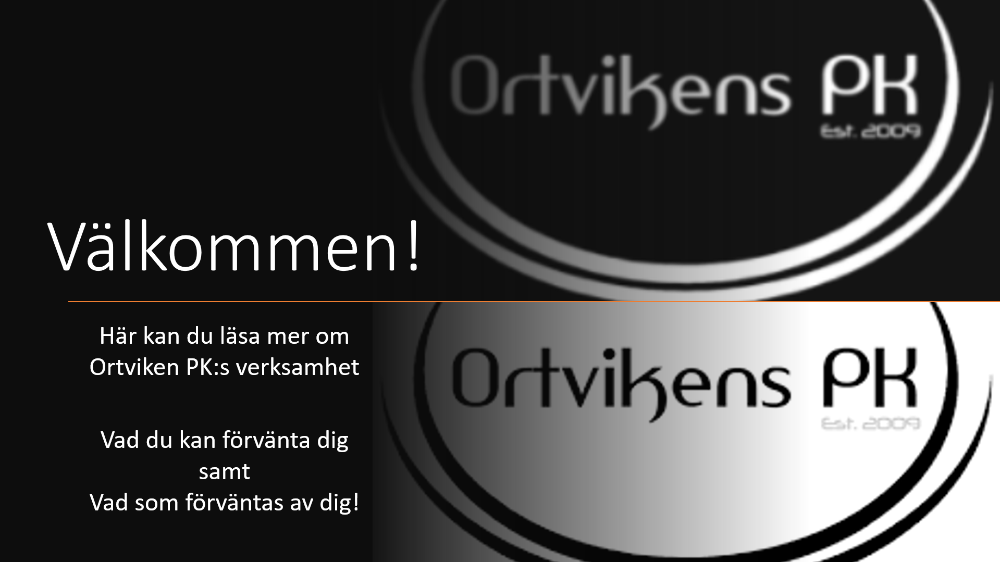 Ortvikens PK
Est. 2009
Välkommen!
Här kan du läsa mer om
Ortviken PK:s verksamhet
Vad du kan förvänta dig
samt
Vad som förväntas av dig!
Ortvikens PK
Est. 2009